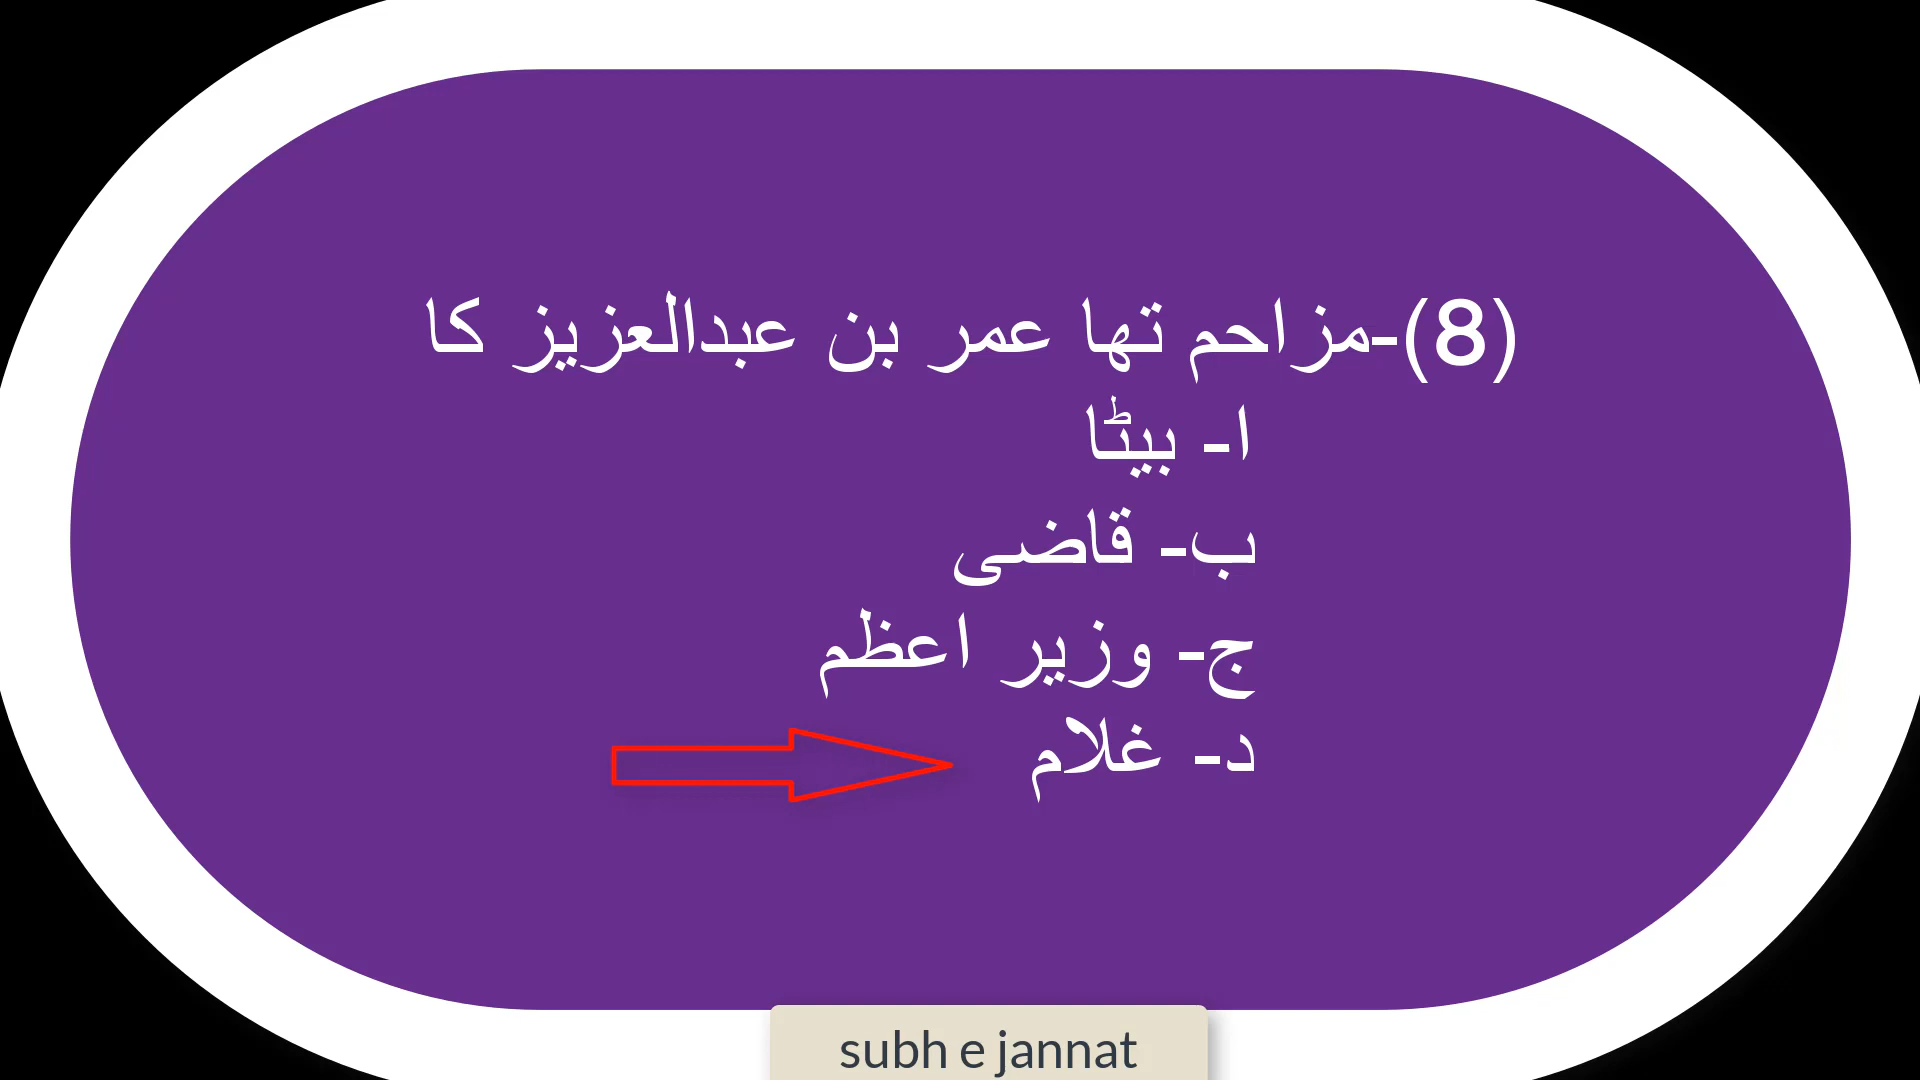 (8)-مزاحم تھا عمر بن عبدالعزیز کا
ا- بیٹا
ب- قاضی
ج- وزیر اعظم
د- غلام
subh e jannat